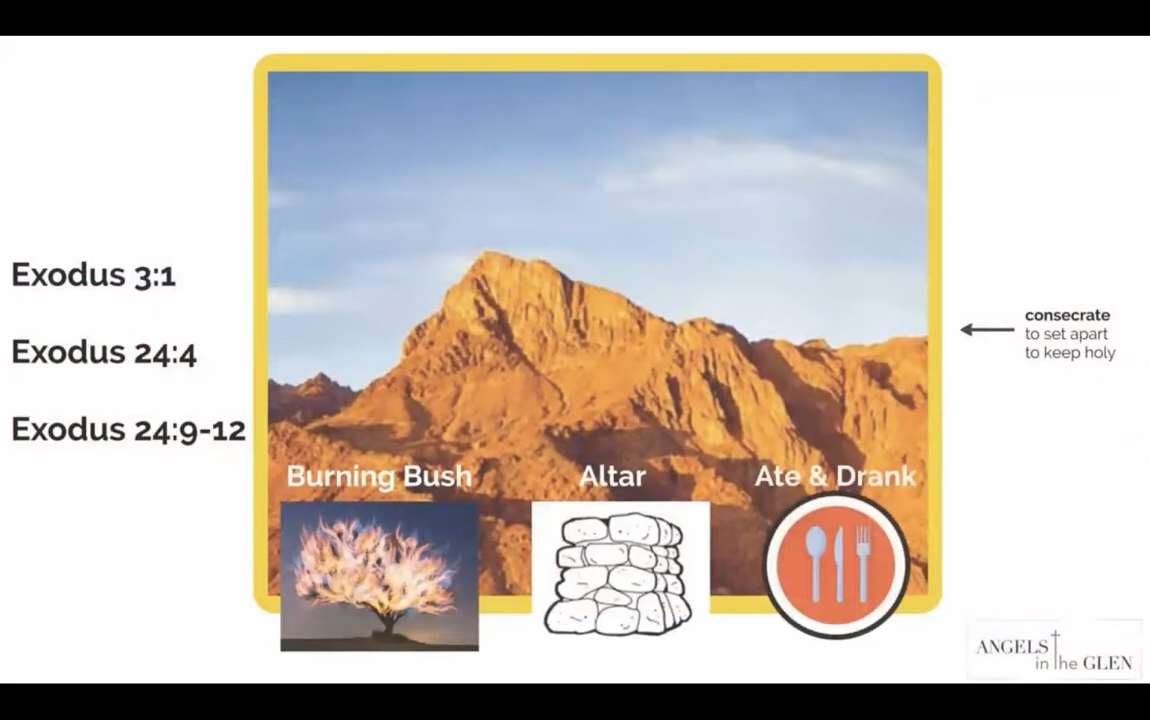 Exodus 3:1
Exodus 24:4
Exodus 24:9-12
Burning Bush
Altar
Ate & Drank
consecrate
to set apart
to keep holy
ANGELS
in the GLEN